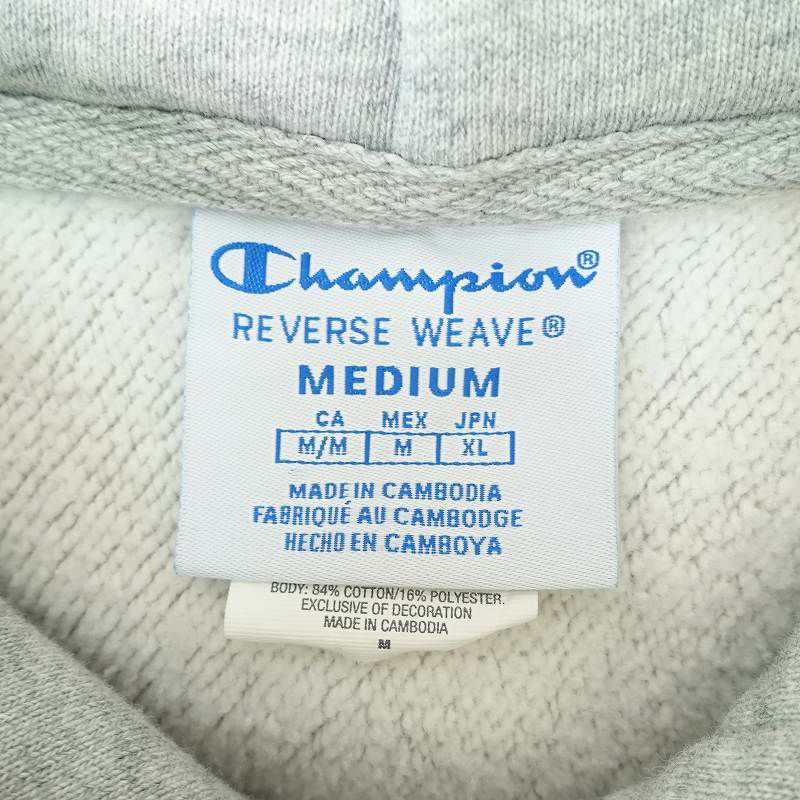 Champion®
REVERSE WEAVE®
MEDIUM
CA MEX JPN
M/M M XL
MADE IN CAMBODIA
FABRIQUÉ AU CAMBODGE
HECHO EN CAMBOYA
BODY: 84% COTTON/16% POLYESTER.
EXCLUSIVE OF DECORATION
MADE IN CAMBODIA
M